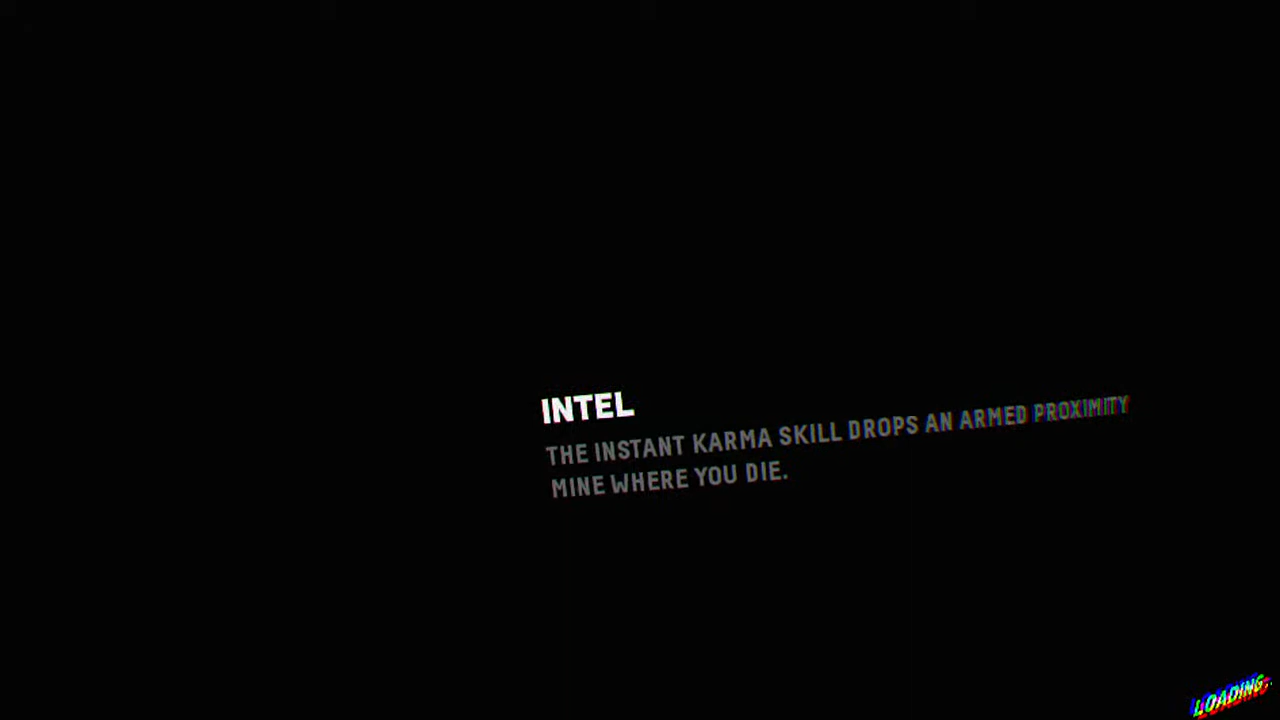 INTEL
THE INSTANT KARMA SKILL DROPS AN ARMED PROXIMITY
MINE WHERE YOU DIE.
LOADING..